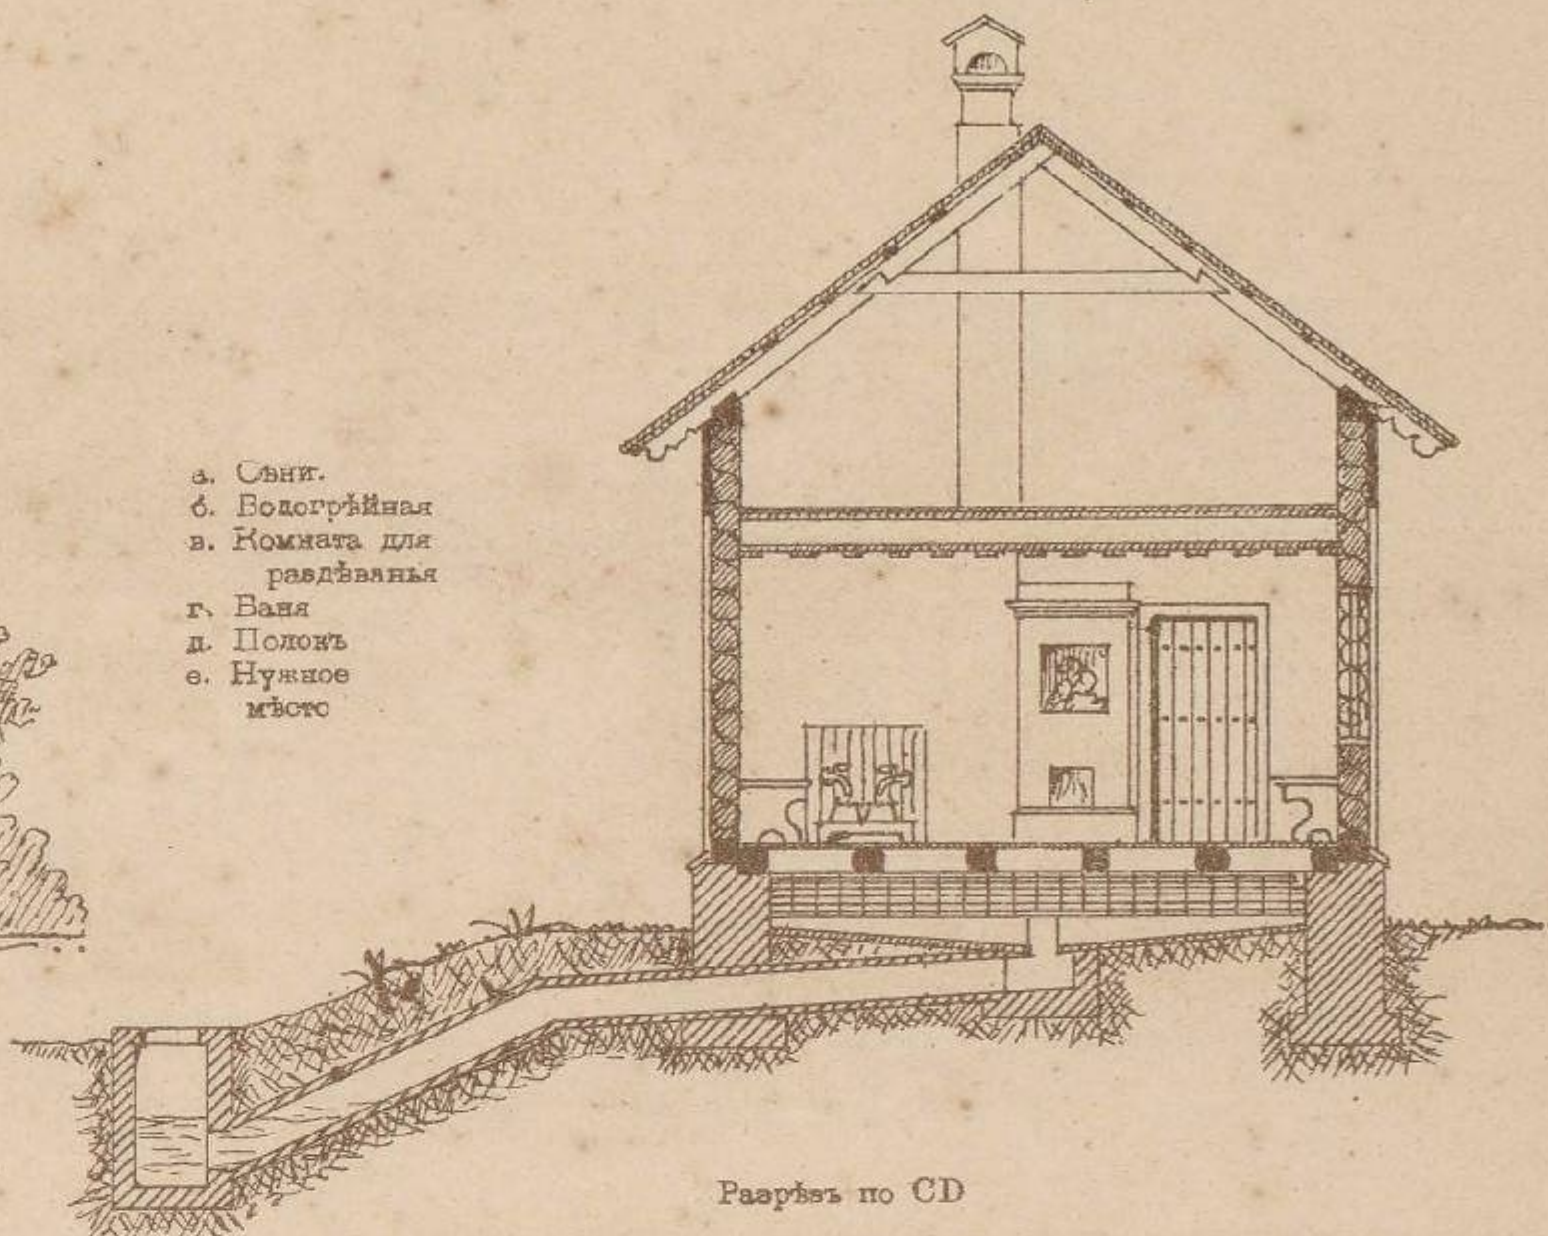 а. Сѣни.
б. Водогрѣйная
в. Комната для
раздѣванья
г. Баня
д. Полокъ
е. Нужное
мѣсто
Разрѣзъ по CD